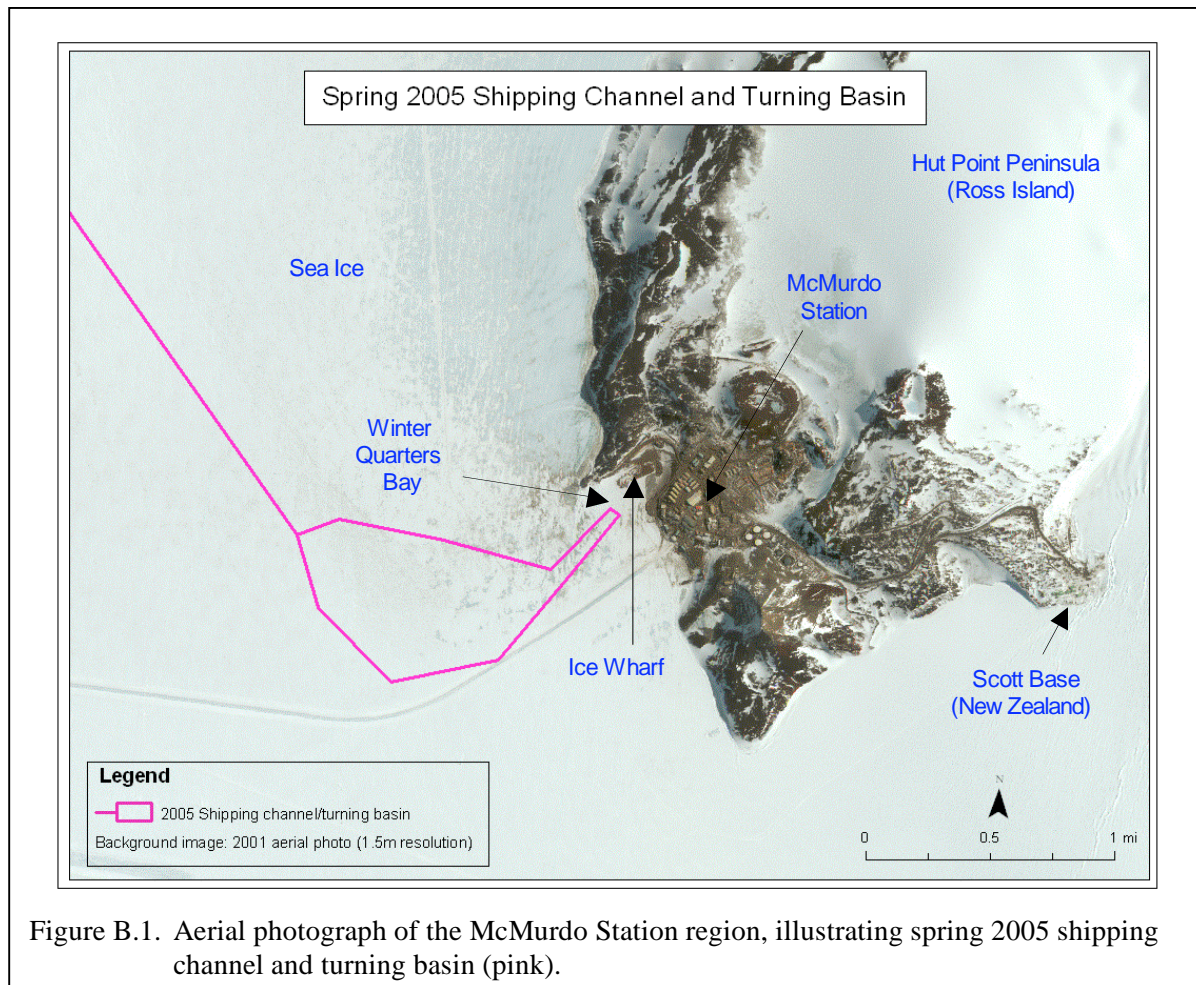 Spring 2005 Shipping Channel and Turning Basin
Hut Point Peninsula
(Ross Island)
Sea Ice
McMurdo
Station
Winter
Quarters
Bay
Ice Wharf
Scott Base
(New Zealand)
Legend
2005 Shipping channel/turning basin
Background image: 2001 aerial photo (1.5m resolution)
N
0 0.5 1 mi
Figure B.1. Aerial photograph of the McMurdo Station region, illustrating spring 2005 shipping
channel and turning basin (pink).